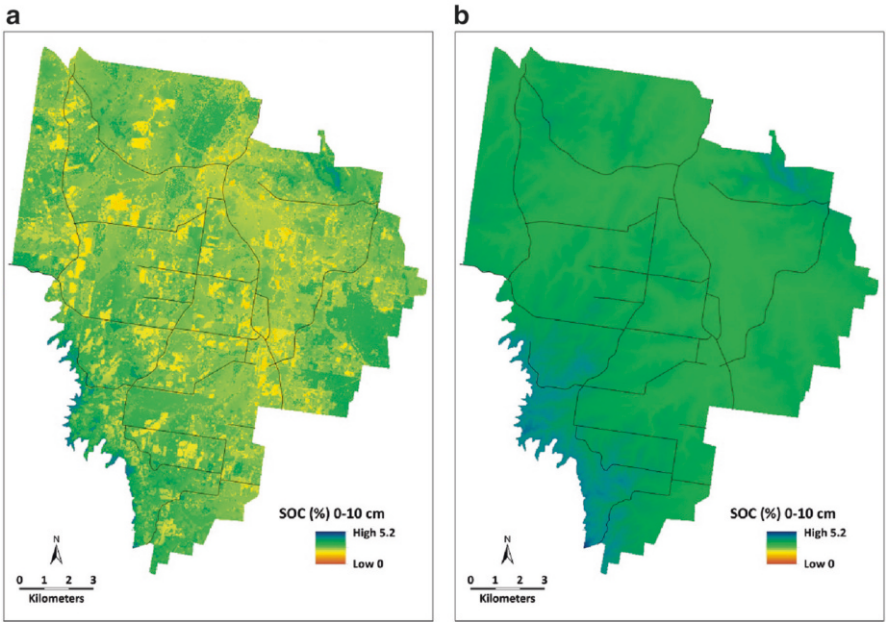 a
b
SOC (%) 0-10 cm
High 5.2
Low 0
N
0 1 2 3
Kilometers
SOC (%) 0-10 cm
High 5.2
Low 0
N
0 1 2 3
Kilometers